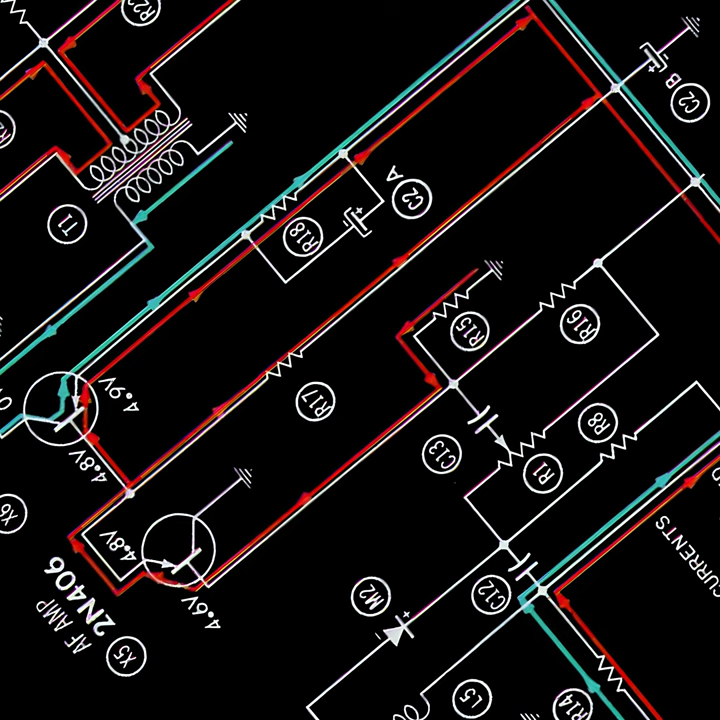 R2
C2 B
C2 A
R18
T1
R15
R16
R17
R8
R1
C13
4.9V
4.8V
X6
4.8V
4.6V
AF AMP
2N406
X5
M2
C12
L5
R14
CURRENTS